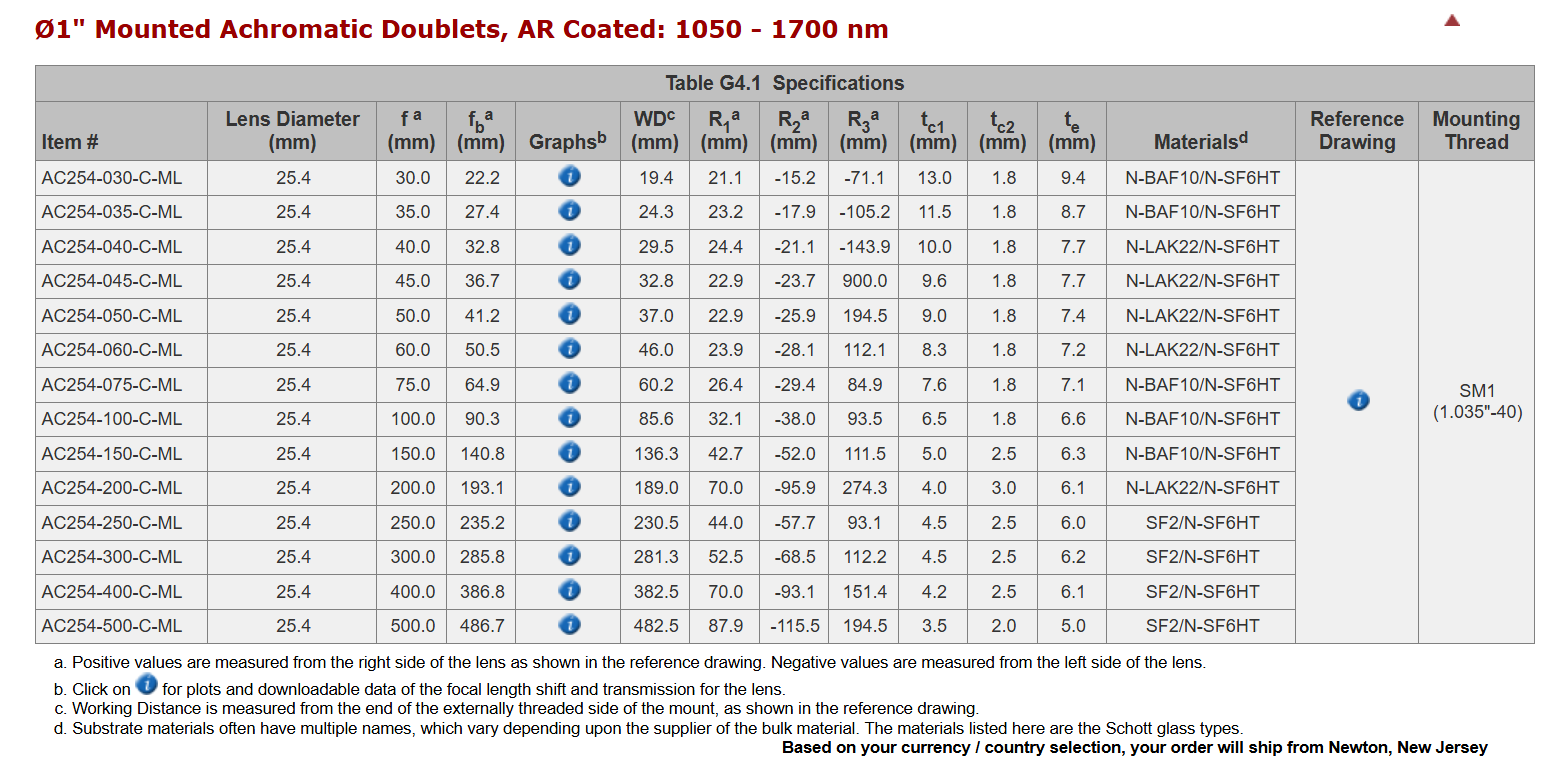 Ø1" Mounted Achromatic Doublets, AR Coated: 1050 - 1700 nm
Table G4.1 Specifications
Item # Lens Diameter (mm) f a (mm) fb a (mm) Graphsb WDc (mm) R1a (mm) R2a (mm) R3a (mm) tc1 (mm) tc2 (mm) te (mm) Materialsd Reference Drawing Mounting Thread
AC254-030-C-ML 25.4 30.0 22.2 19.4 21.1 -15.2 -71.1 13.0 1.8 9.4 N-BAF10/N-SF6HT
AC254-035-C-ML 25.4 35.0 27.4 24.3 23.2 -17.9 -105.2 11.5 1.8 8.7 N-BAF10/N-SF6HT
AC254-040-C-ML 25.4 40.0 32.8 29.5 24.4 -21.1 -143.9 10.0 1.8 7.7 N-LAK22/N-SF6HT
AC254-045-C-ML 25.4 45.0 36.7 32.8 22.9 -23.7 900.0 9.6 1.8 7.7 N-LAK22/N-SF6HT
AC254-050-C-ML 25.4 50.0 41.2 37.0 22.9 -25.9 194.5 9.0 1.8 7.4 N-LAK22/N-SF6HT
AC254-060-C-ML 25.4 60.0 50.5 46.0 23.9 -28.1 112.1 8.3 1.8 7.2 N-LAK22/N-SF6HT
AC254-075-C-ML 25.4 75.0 64.9 60.2 26.4 -29.4 84.9 7.6 1.8 7.1 N-BAF10/N-SF6HT
AC254-100-C-ML 25.4 100.0 90.3 85.6 32.1 -38.0 93.5 6.5 1.8 6.6 N-BAF10/N-SF6HT
AC254-150-C-ML 25.4 150.0 140.8 136.3 42.7 -52.0 111.5 5.0 2.5 6.3 N-BAF10/N-SF6HT
AC254-200-C-ML 25.4 200.0 193.1 189.0 70.0 -95.9 274.3 4.0 3.0 6.1 N-LAK22/N-SF6HT
AC254-250-C-ML 25.4 250.0 235.2 230.5 44.0 -57.7 93.1 4.5 2.5 6.0 SF2/N-SF6HT
AC254-300-C-ML 25.4 300.0 285.8 281.3 52.5 -68.5 112.2 4.5 2.5 6.2 SF2/N-SF6HT
AC254-400-C-ML 25.4 400.0 386.8 382.5 70.0 -93.1 151.4 4.2 2.5 6.1 SF2/N-SF6HT
AC254-500-C-ML 25.4 500.0 486.7 482.5 87.9 -115.5 194.5 3.5 2.0 5.0 SF2/N-SF6HT
SM1
(1.035"-40)
a. Positive values are measured from the right side of the lens as shown in the reference drawing. Negative values are measured from the left side of the lens.
b. Click on for plots and downloadable data of the focal length shift and transmission for the lens.
c. Working Distance is measured from the end of the externally threaded side of the mount, as shown in the reference drawing.
d. Substrate materials often have multiple names, which vary depending upon the supplier of the bulk material. The materials listed here are the Schott glass types.
Based on your currency / country selection, your order will ship from Newton, New Jersey